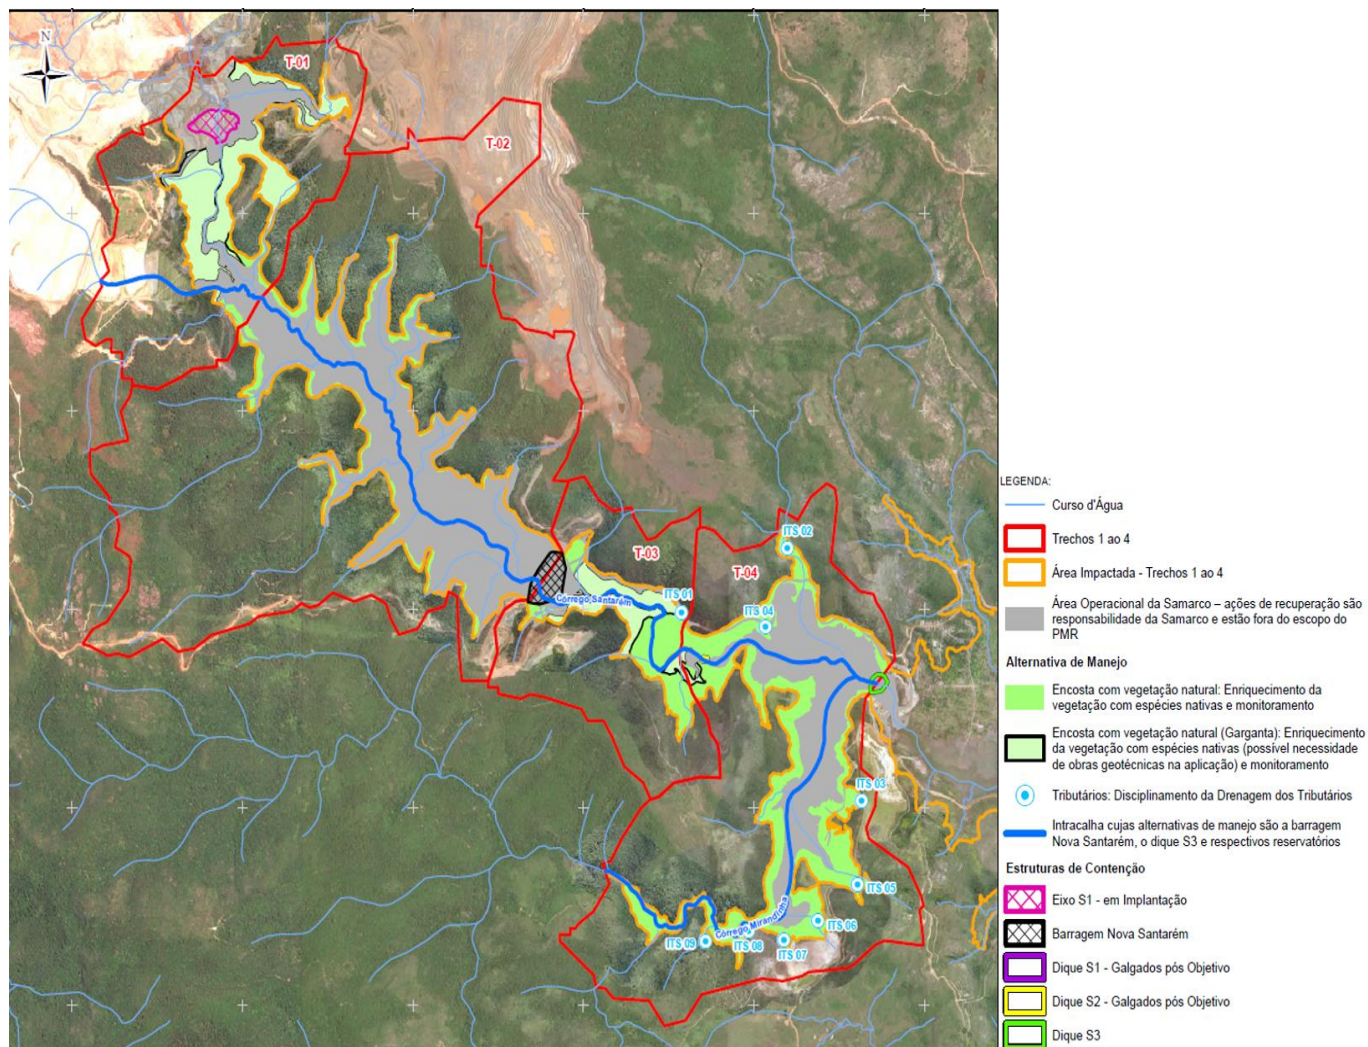 N
T-01
T-02
T-03
T-04
ITS 02
ITS 01
ITS 04
Córrego Santarém
ITS 03
ITS 05
ITS 06
Córrego Mirandinha
ITS 09
ITS 08
ITS 07
LEGENDA:
Curso d'Água
Trechos 1 ao 4
Área Impactada - Trechos 1 ao 4
Área Operacional da Samarco – ações de recuperação são
responsabilidade da Samarco e estão fora do escopo do
PMR
Alternativa de Manejo
Encosta com vegetação natural: Enriquecimento da
vegetação com espécies nativas e monitoramento
Encosta com vegetação natural (Garganta): Enriquecimento
da vegetação com espécies nativas (possível necessidade
de obras geotécnicas na aplicação) e monitoramento
Tributários: Disciplinamento da Drenagem dos Tributários
Intracalha cujas alternativas de manejo são a barragem
Nova Santarém, o dique S3 e respectivos reservatórios
Estruturas de Contenção
Eixo S1 - em Implantação
Barragem Nova Santarém
Dique S1 - Galgados pós Objetivo
Dique S2 - Galgados pós Objetivo
Dique S3